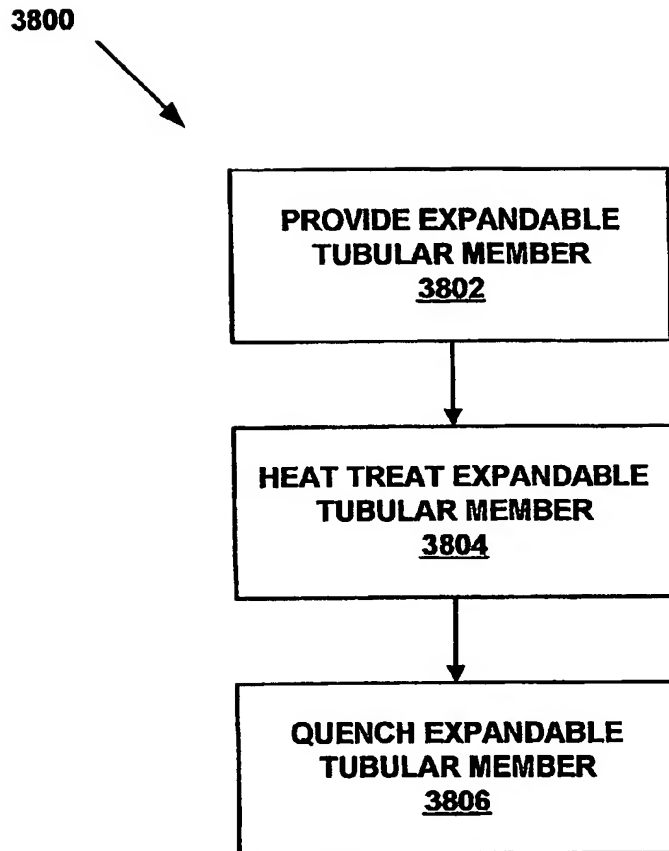 3800
PROVIDE EXPANDABLE
TUBULAR MEMBER
3802
HEAT TREAT EXPANDABLE
TUBULAR MEMBER
3804
QUENCH EXPANDABLE
TUBULAR MEMBER
3806